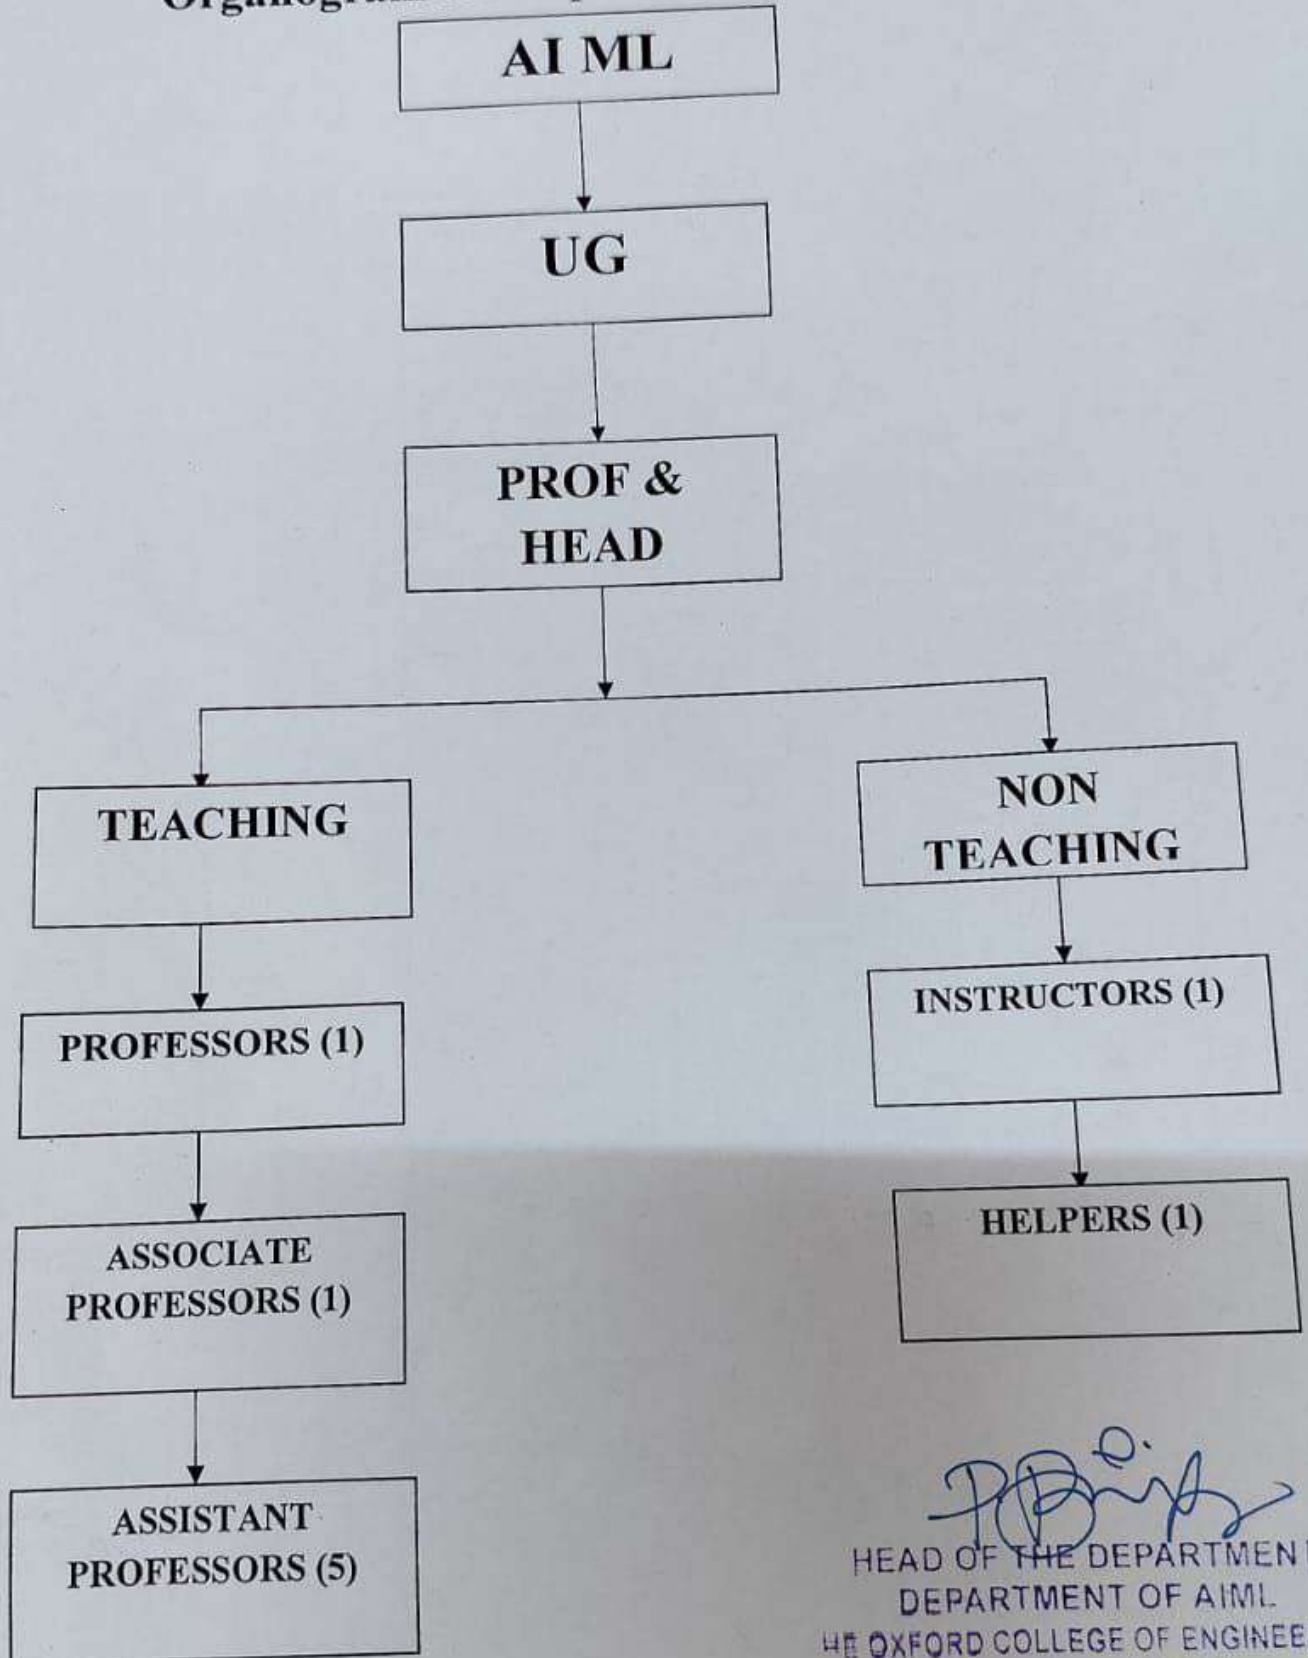 AI ML
UG
PROF &
HEAD
TEACHING
NON
TEACHING
PROFESSORS (1)
INSTRUCTORS (1)
ASSOCIATE
PROFESSORS (1)
HELPERS (1)
ASSISTANT
PROFESSORS (5)
HEAD OF THE DEPARTMEN
DEPARTMENT OF AIML
HE OXFORD COLLEGE OF ENGINEE